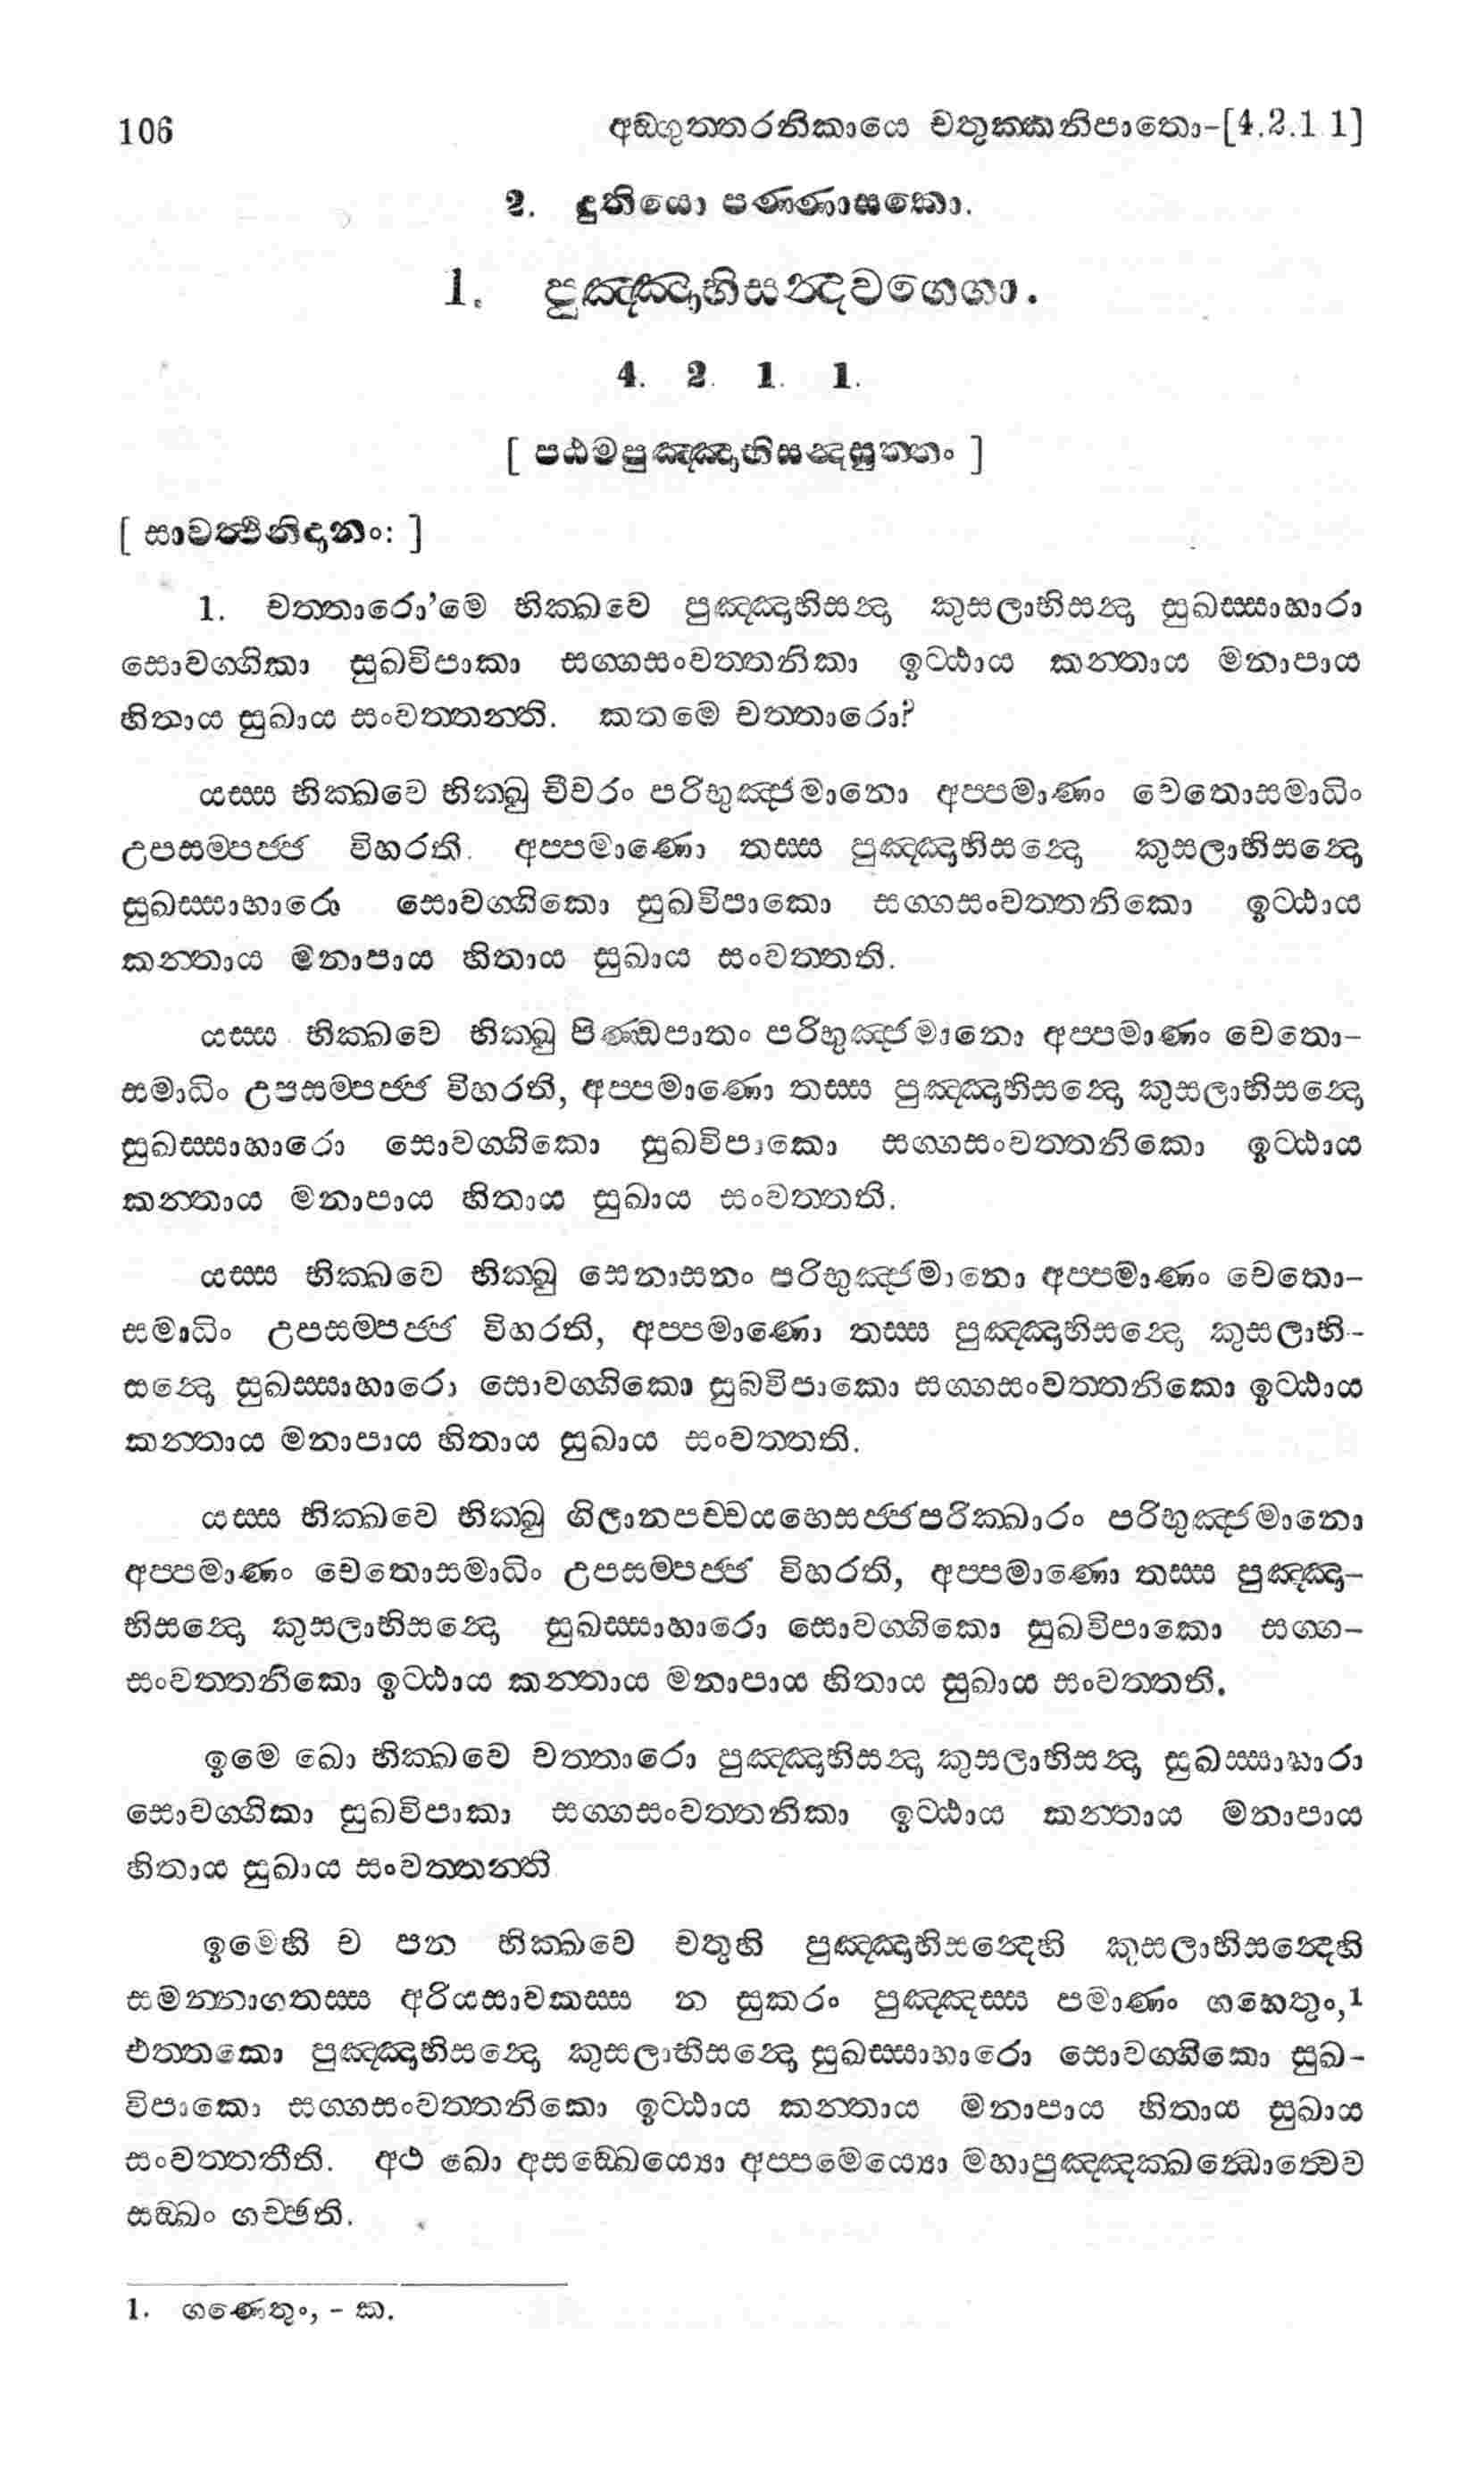 106 අඞගුත්තරනිකායෙ චතුක්කනිපාතො-[4.2.1 1]
2. දුතියො පණ්ණාසකො.
1. පුඤ්ඤාභිසන්දවග්ගො.
4. 2. 1. 1.
[ පඨමපුඤ්ඤාභිසන්දසුත්තං ]
[ සාවත්ථිනිදානං: ]
1. චත්තාරො’මෙ භික්ඛවෙ පුඤ්ඤාභිසන්දා කුසලාභිසන්දා සුඛස්සාහාරා
සොවග්ගිකා සුඛවිපාකා සග්ගසංවත්තනිකා ඉට්ඨාය කන්තාය මනාපාය
හිතාය සුඛාය සංවත්තන්ති. කතමෙ චත්තාරො?
යස්ස භික්ඛවෙ භික්ඛු චීවරං පරිභුඤ්ජමානො අප්පමාණං චෙතොසමාධිං
උපසම්පජ්ජ විහරති. අප්පමාණො තස්ස පුඤ්ඤාභිසන්දො කුසලාභිසන්දො
සුඛස්සාහාරො සොවග්ගිකො සුඛවිපාකො සග්ගසංවත්තනිකො ඉට්ඨාය
කන්තාය මනාපාය හිතාය සුඛාය සංවත්තති.
යස්ස භික්ඛවෙ භික්ඛු පිණ්ඩපාතං පරිභුඤ්ජමානො අප්පමාණං චෙතො-
සමාධිං උපසම්පජ්ජ විහරති, අප්පමාණො තස්ස පුඤ්ඤාභිසන්දො කුසලාභිසන්දො
සුඛස්සාහාරො සොවග්ගිකො සුඛවිපාකො සග්ගසංවත්තනිකො ඉට්ඨාය
කන්තාය මනාපාය හිතාය සුඛාය සංවත්තති.
යස්ස භික්ඛවෙ භික්ඛු සෙනාසනං පරිභුඤ්ජමානො අප්පමාණං චෙතො-
සමාධිං උපසම්පජ්ජ විහරති, අප්පමාණො තස්ස පුඤ්ඤාභිසන්දො කුසලාභි-
සන්දො සුඛස්සාහාරො සොවග්ගිකො සුඛවිපාකො සග්ගසංවත්තනිකො ඉට්ඨාය
කන්තාය මනාපාය හිතාය සුඛාය සංවත්තති.
යස්ස භික්ඛවෙ භික්ඛු ගිලානපච්චයභෙසජ්ජපරික්ඛාරං පරිභුඤ්ජමානො
අප්පමාණං චෙතොසමාධිං උපසම්පජ්ජ විහරති, අප්පමාණො තස්ස පුඤ්ඤා-
භිසන්දො කුසලාභිසන්දො සුඛස්සාහාරො සොවග්ගිකො සුඛවිපාකො සග්ග-
සංවත්තනිකො ඉට්ඨාය කන්තාය මනාපාය හිතාය සුඛාය සංවත්තති.
ඉමෙ ඛො භික්ඛවෙ චත්තාරො පුඤ්ඤාභිසන්දා කුසලාභිසන්දා සුඛස්සාහාරා
සොවග්ගිකා සුඛවිපාකා සග්ගසංවත්තනිකා ඉට්ඨාය කන්තාය මනාපාය
හිතාය සුඛාය සංවත්තන්ති
ඉමෙහි ච පන භික්ඛවෙ චතුහි පුඤ්ඤාභිසන්දෙහි කුසලාභිසන්දෙහි
සමන්නාගතස්ස අරියසාවකස්ස න සුකරං පුඤ්ඤස්ස පමාණං ගහෙතුං,¹
එත්තකො පුඤ්ඤාභිසන්දො කුසලාභිසන්දො සුඛස්සාහාරො සොවග්ගිකො සුඛ-
විපාකො සග්ගසංවත්තනිකො ඉට්ඨාය කන්තාය මනාපාය හිතාය සුඛාය
සංවත්තතීති. අථ ඛො අසඞ්ඛෙය්‍යො අප්පමෙය්‍යො මහාපුඤ්ඤක්ඛන්ධොත්වෙව
සඞ්ඛං ගච්ඡති.
1. ගණෙතුං, - ක.